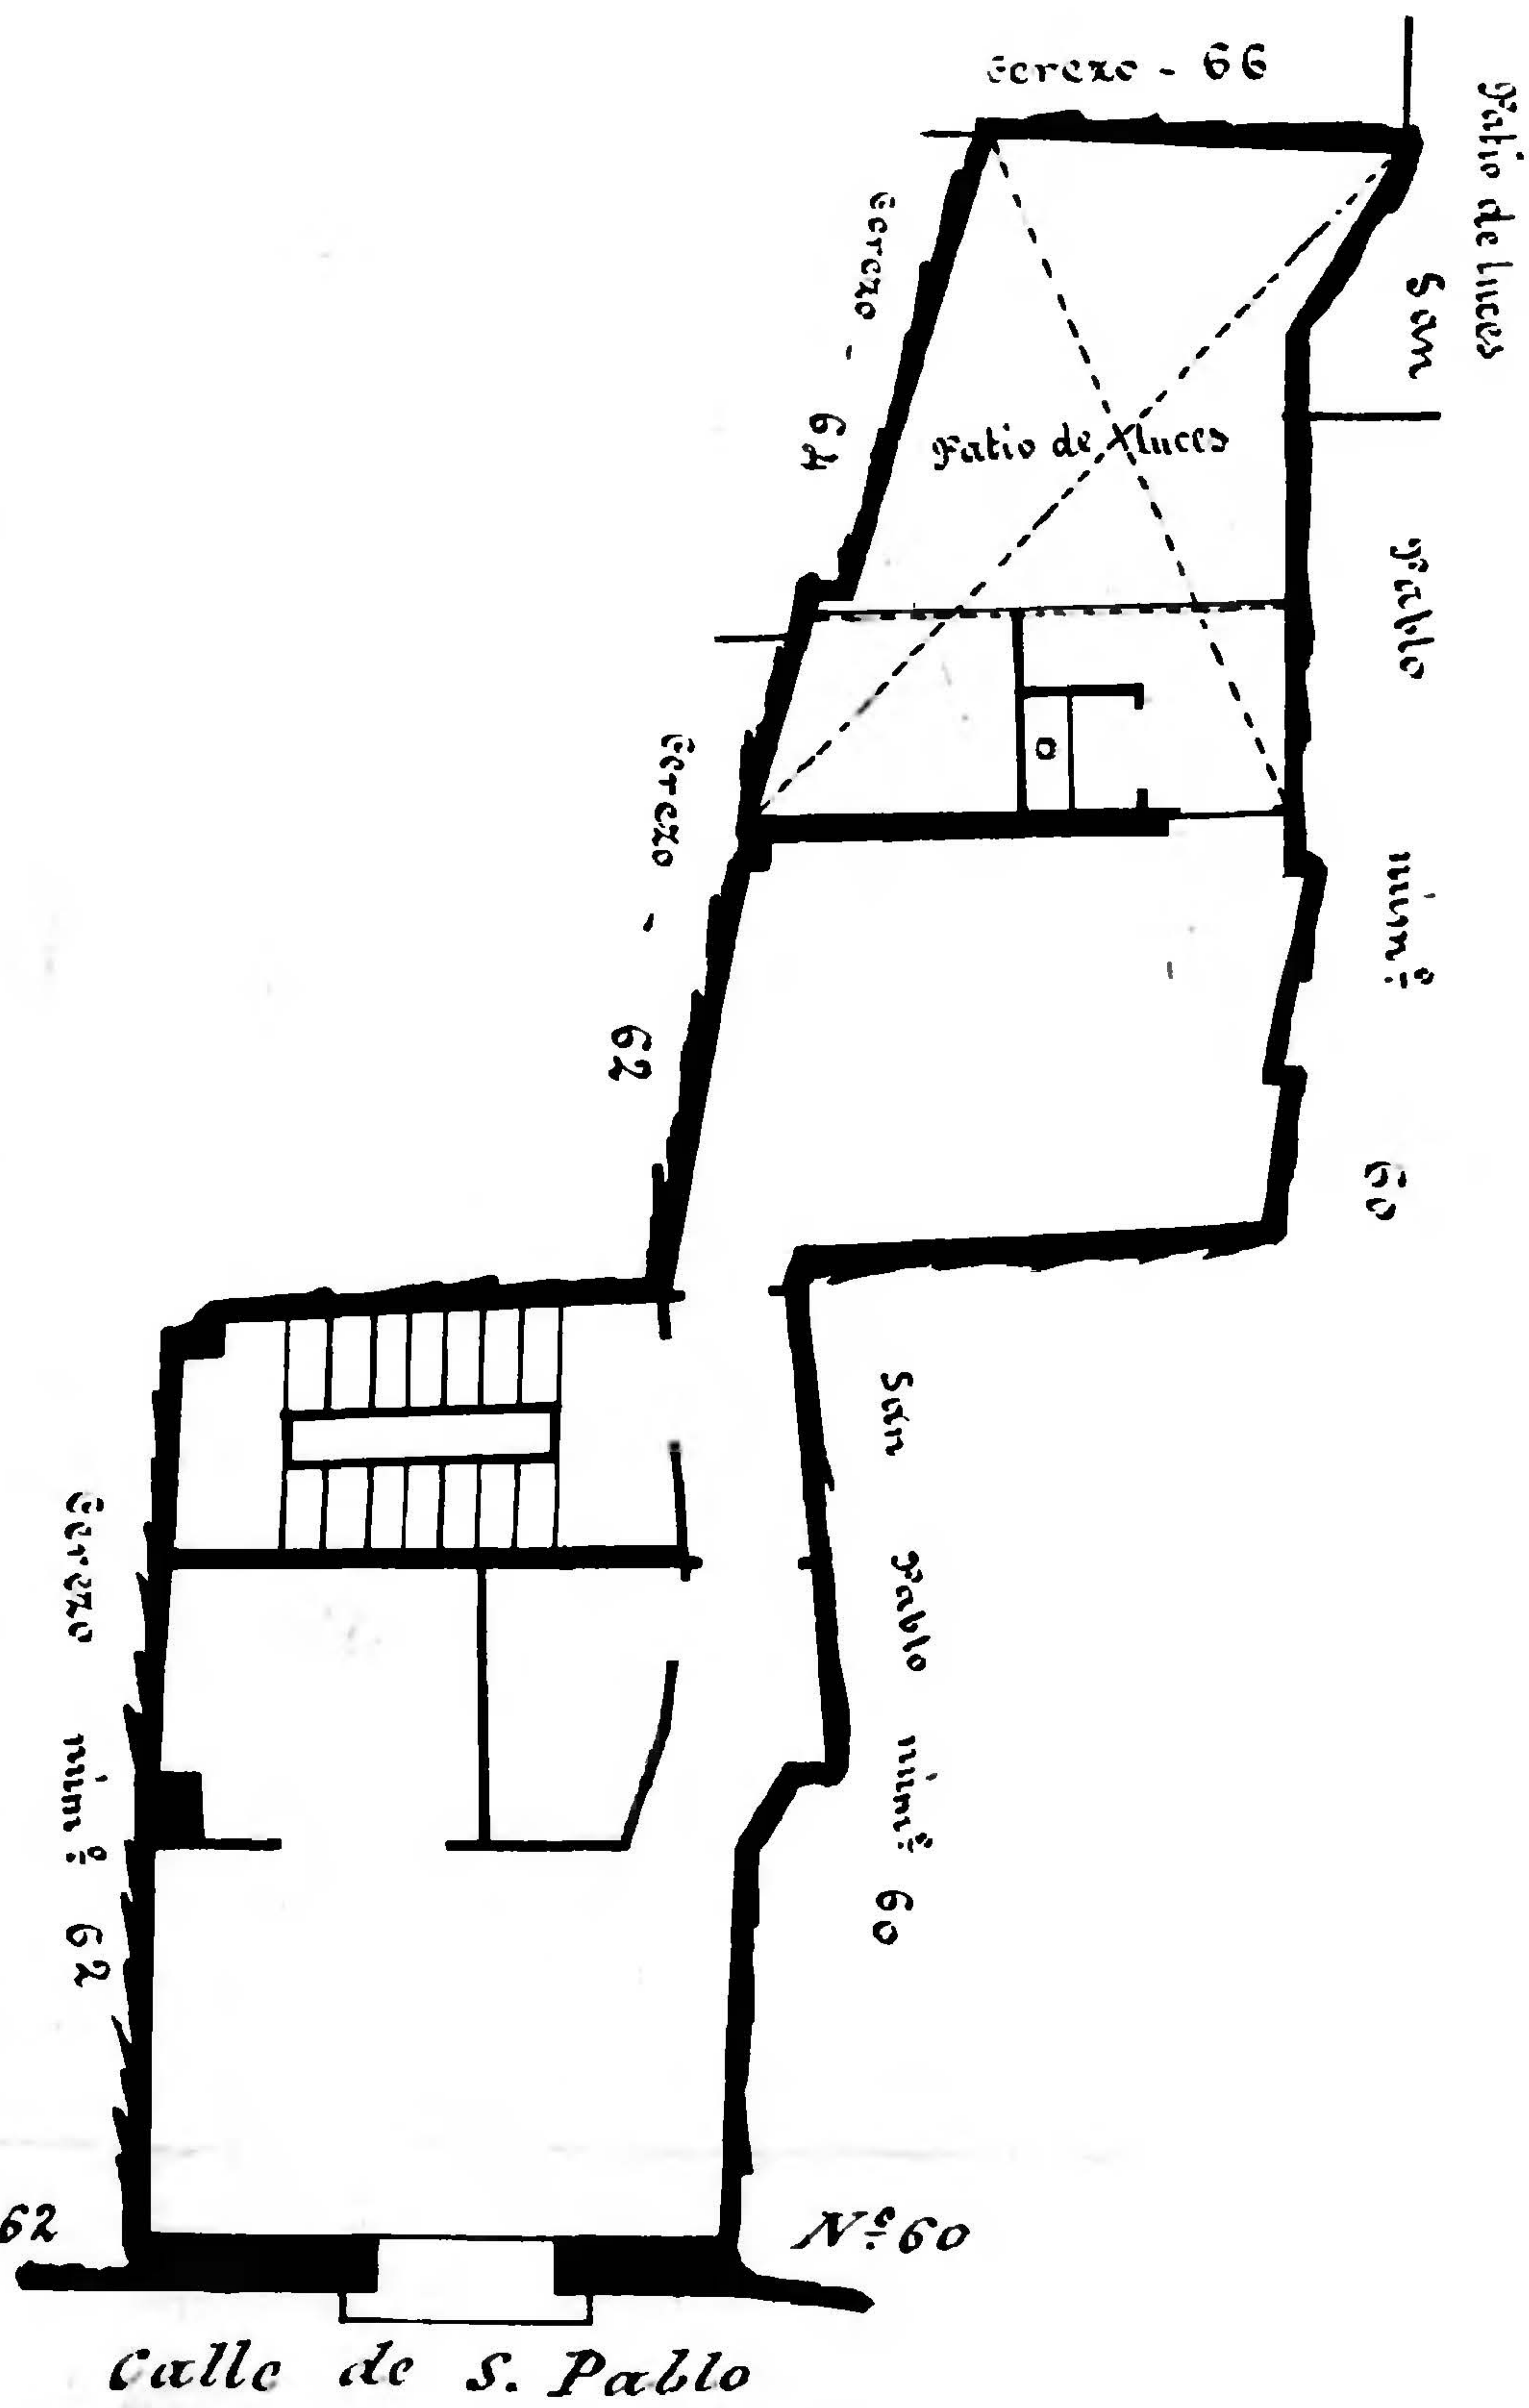 Cerezo - 66
Patio de luces
San Pablo núm.º 60
Cerezo - 64
Patio de luces
Cerezo - 62
San Pablo núm.º 60
Cerezo núm.º 62
62
N.º 60
Calle de S. Pablo